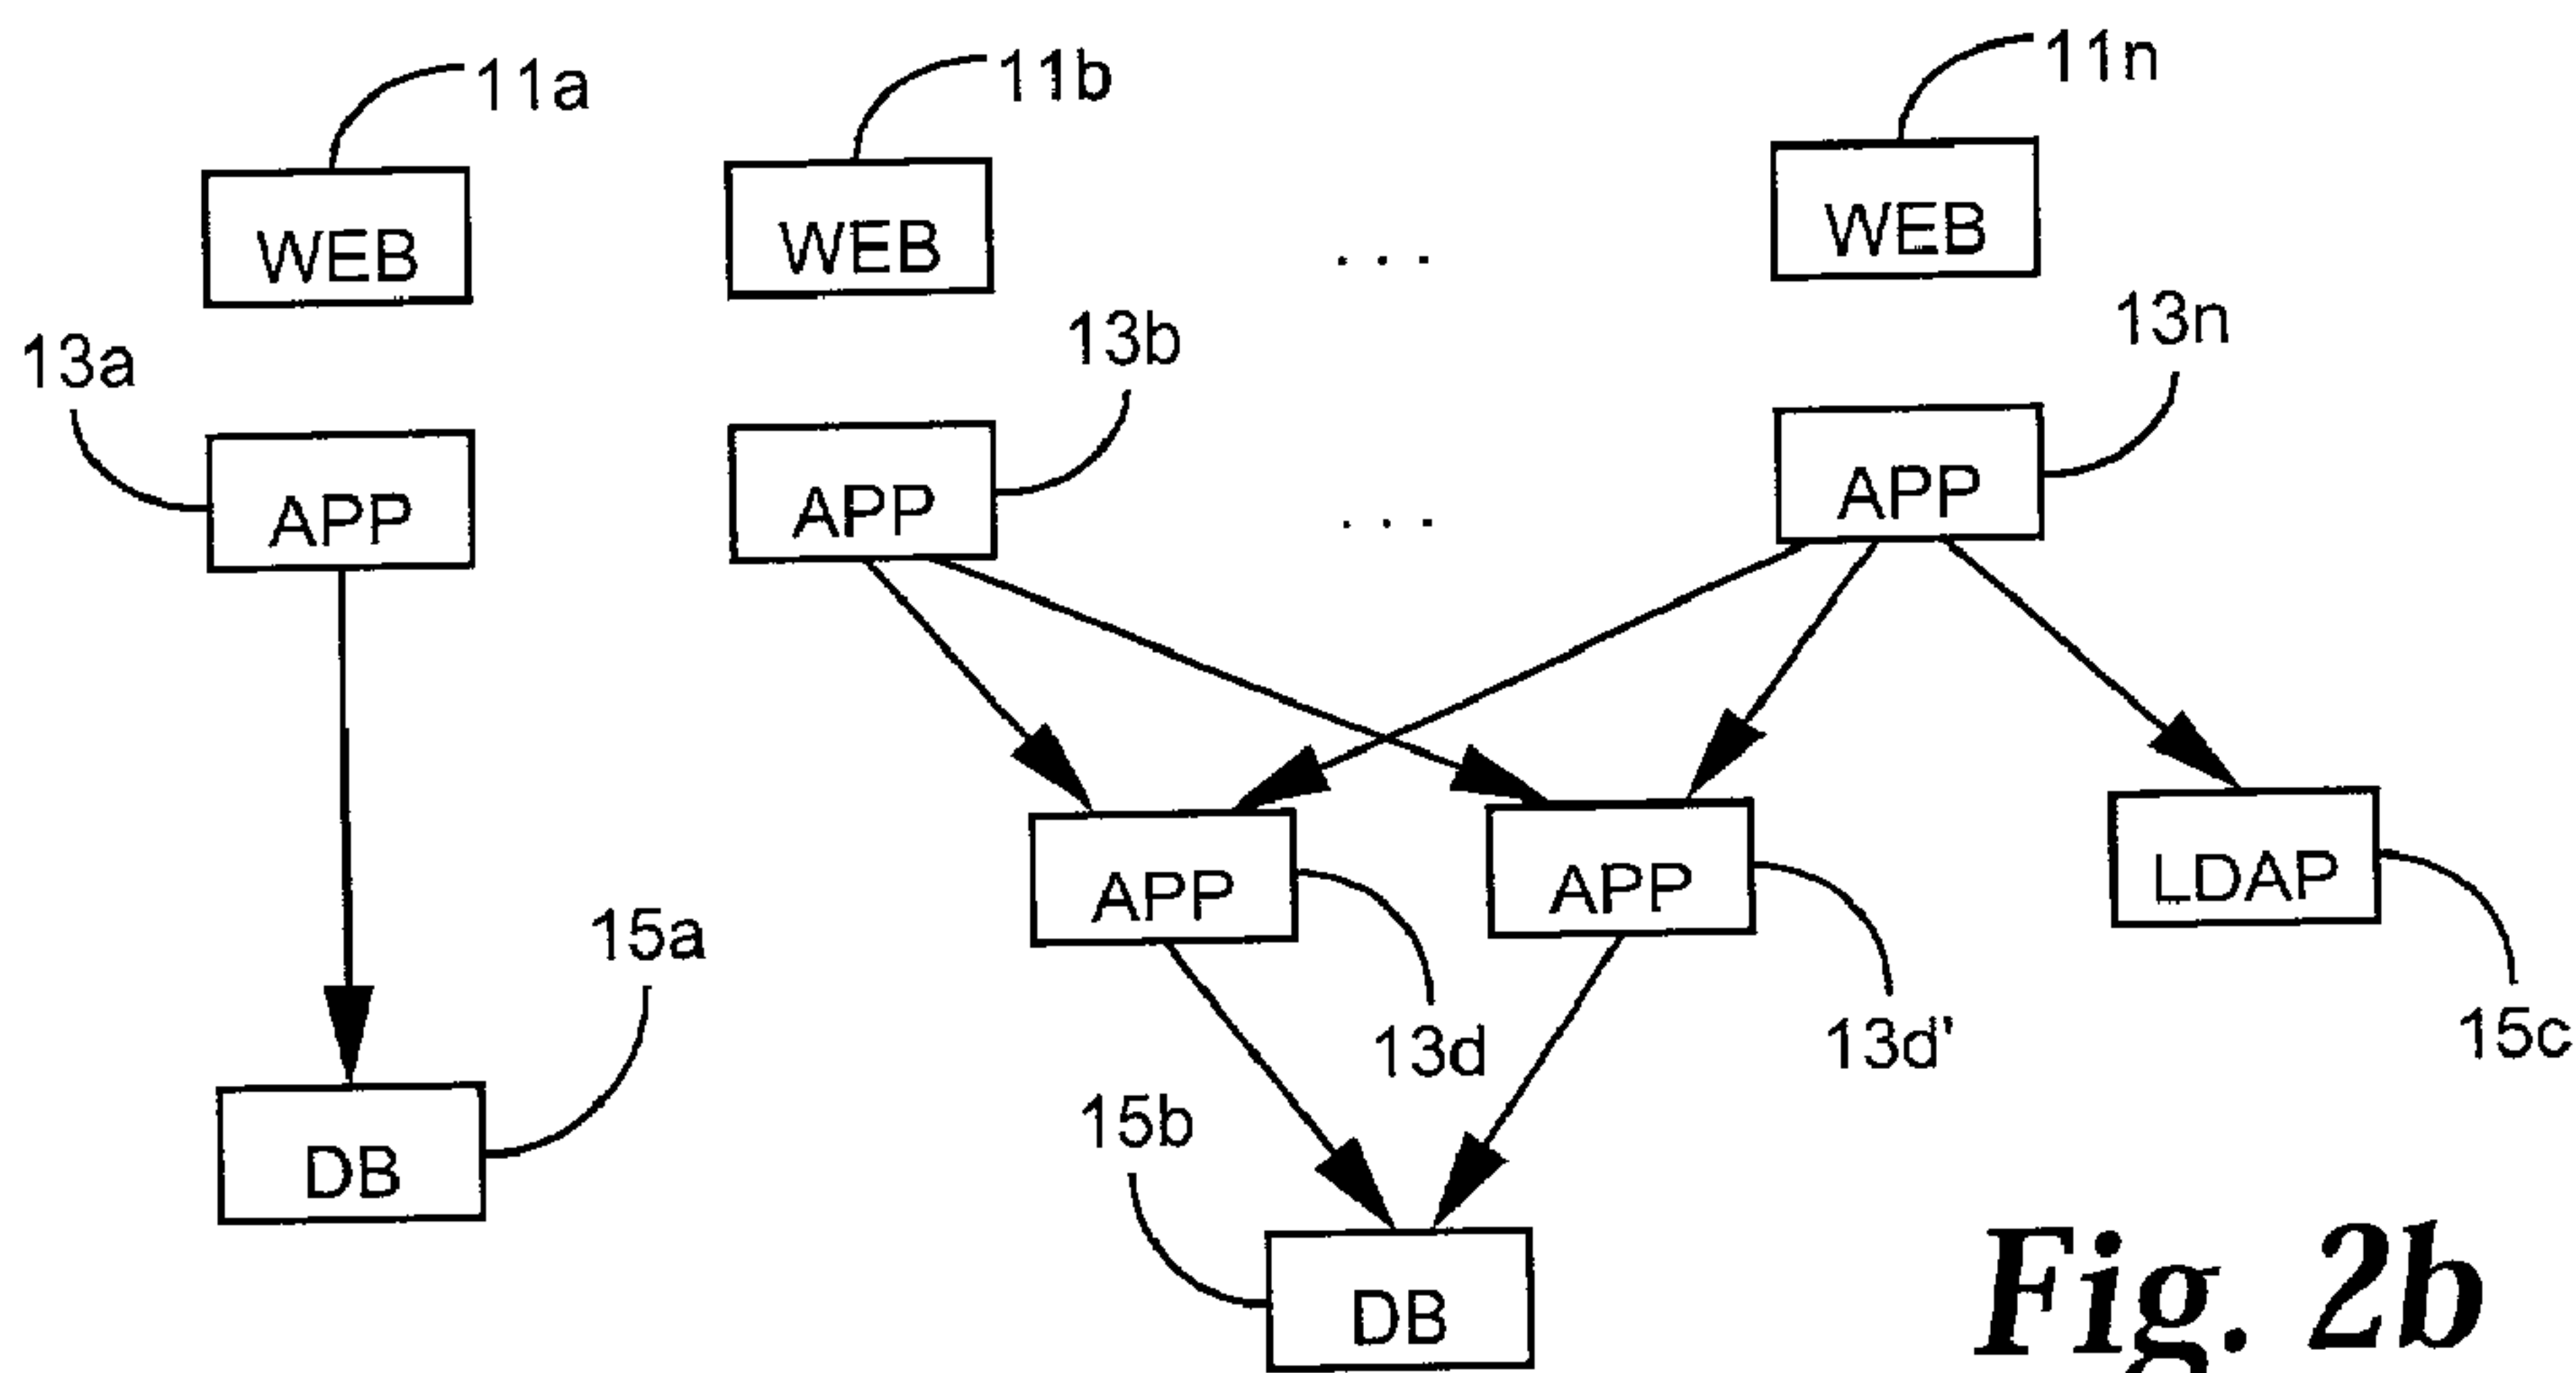 11a 11b 11n
WEB WEB ... WEB
13a 13b 13n
APP APP ... APP
APP APP LDAP
15a 13d 13d' 15c
DB 15b
DB
Fig. 2b